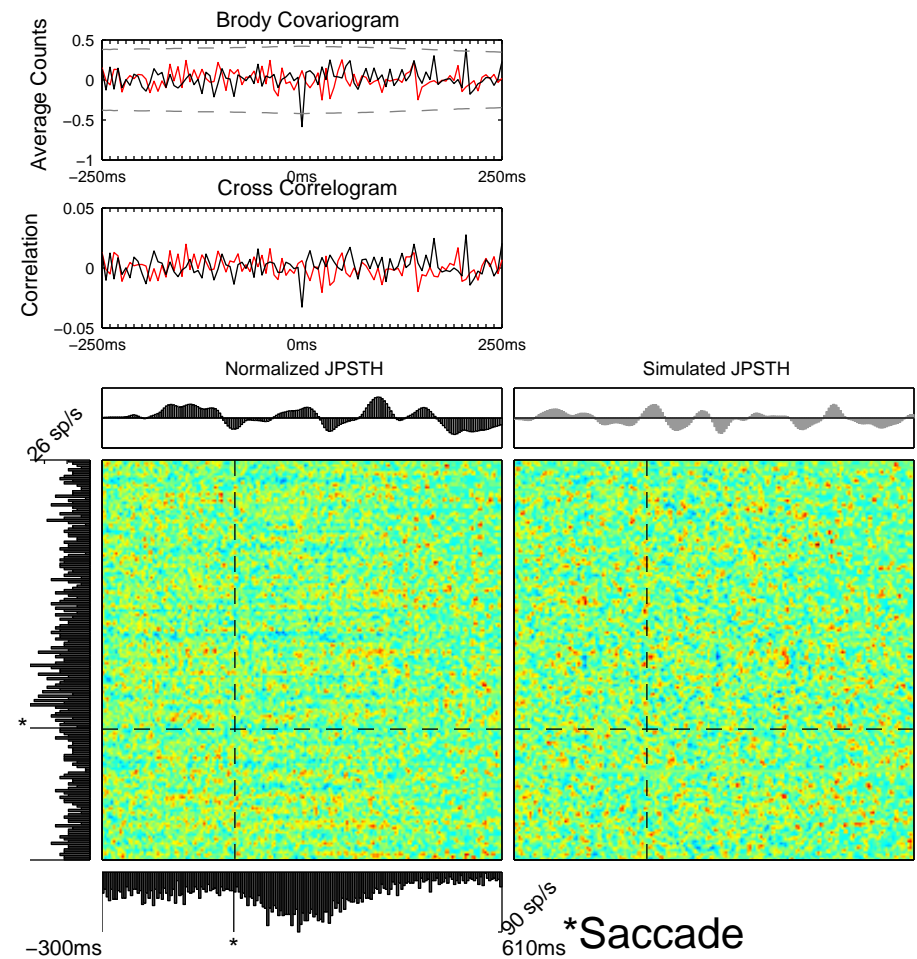 Brody Covariogram
Average Counts
0.5
0
−0.5
−1
−250ms
0ms
250ms
Cross Correlogram
Correlation
0.05
0
−0.05
−250ms
0ms
250ms
Normalized JPSTH
Simulated JPSTH
26 sp/s
*
90 sp/s
−300ms
*
610ms
*Saccade